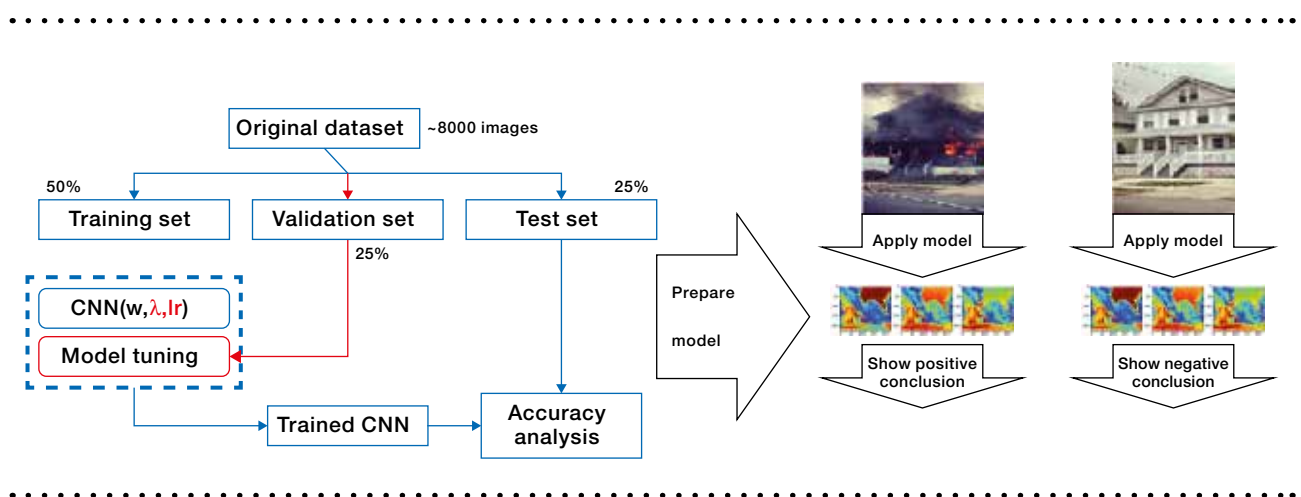 Original dataset
~8000 images
50%
25%
Training set
Validation set
Test set
25%
CNN(w,λ,lr)
Model tuning
Trained CNN
Accuracy
analysis
Prepare
model
Apply model
Apply model
Show positive
conclusion
Show negative
conclusion